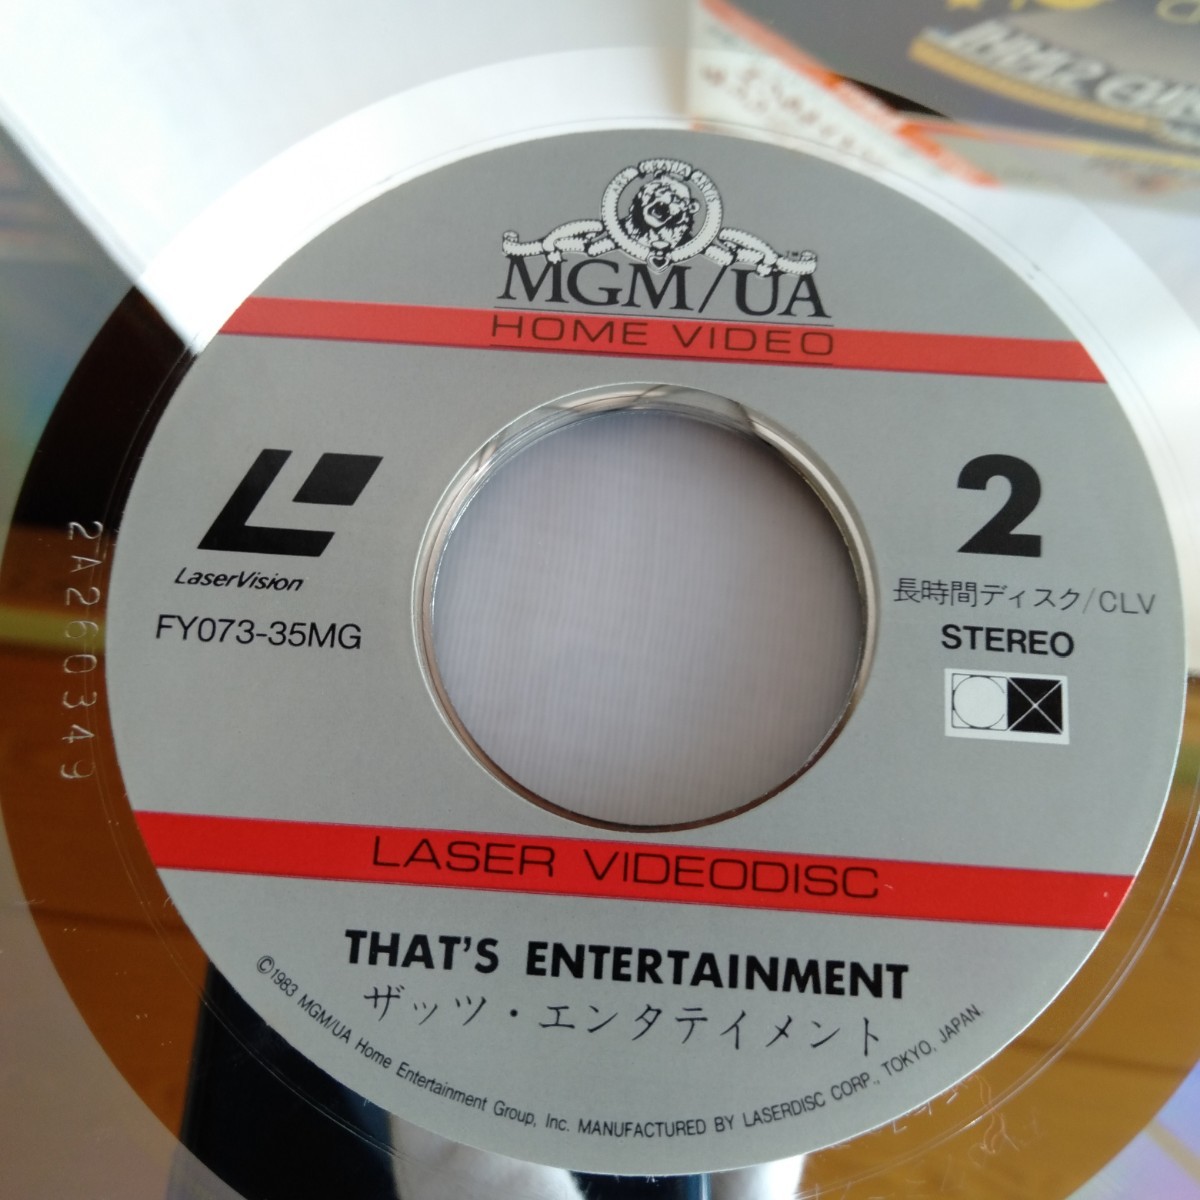 MGM/UA
HOME VIDEO
LaserVision
FY073-35MG
2
長時間ディスク/CLV
STEREO
2A260349
LASER VIDEODISC
THAT'S ENTERTAINMENT
ザッツ・エンタテイメント
©1983 MGM/UA Home Entertainment Group, Inc. MANUFACTURED BY LASERDISC CORP., TOKYO, JAPAN.